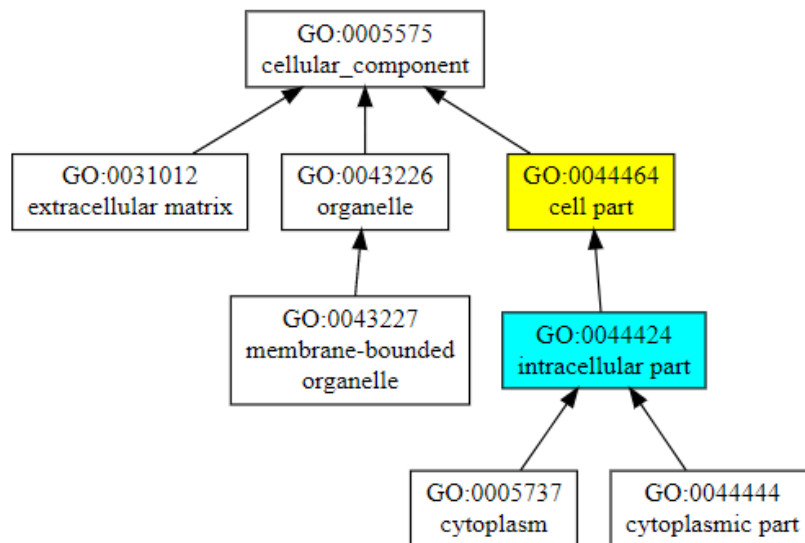 GO:0005575
cellular_component
GO:0031012
extracellular matrix
GO:0043226
organelle
GO:0044464
cell part
GO:0043227
membrane-bounded
organelle
GO:0044424
intracellular part
GO:0005737
cytoplasm
GO:0044444
cytoplasmic part